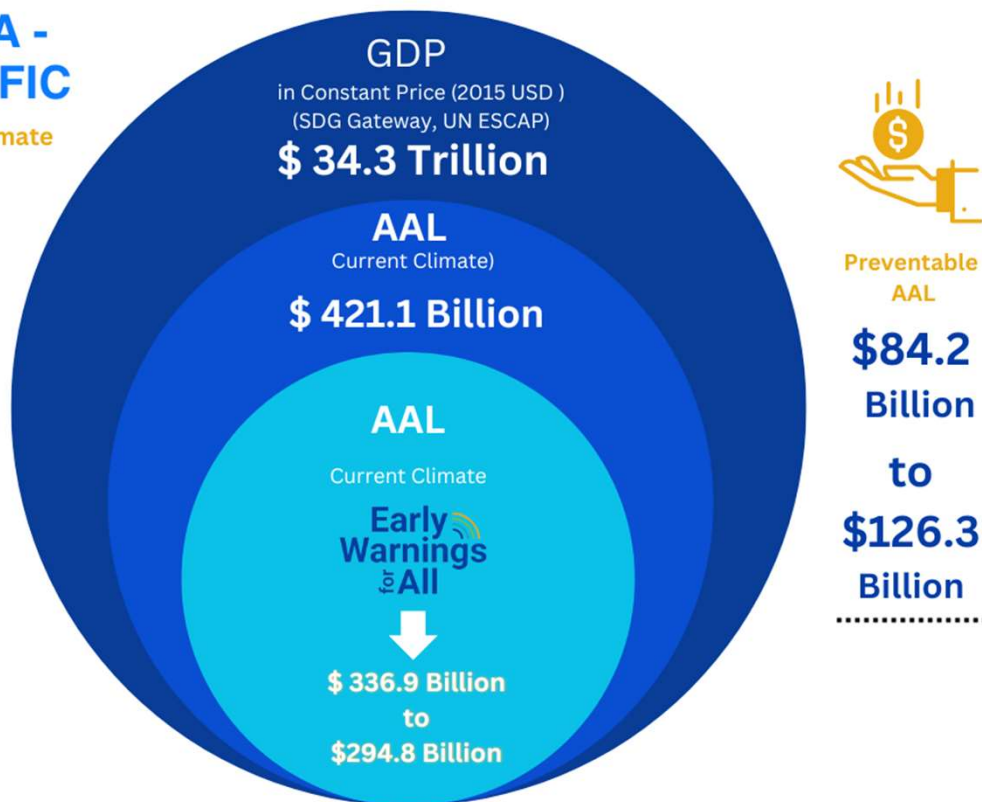 A -
FIC
mate
GDP
in Constant Price (2015 USD )
(SDG Gateway, UN ESCAP)
$ 34.3 Trillion
AAL
Current Climate)
$ 421.1 Billion
AAL
Current Climate
Early
Warnings
for All
$ 336.9 Billion
to
$294.8 Billion
$
Preventable
AAL
$84.2
Billion
to
$126.3
Billion